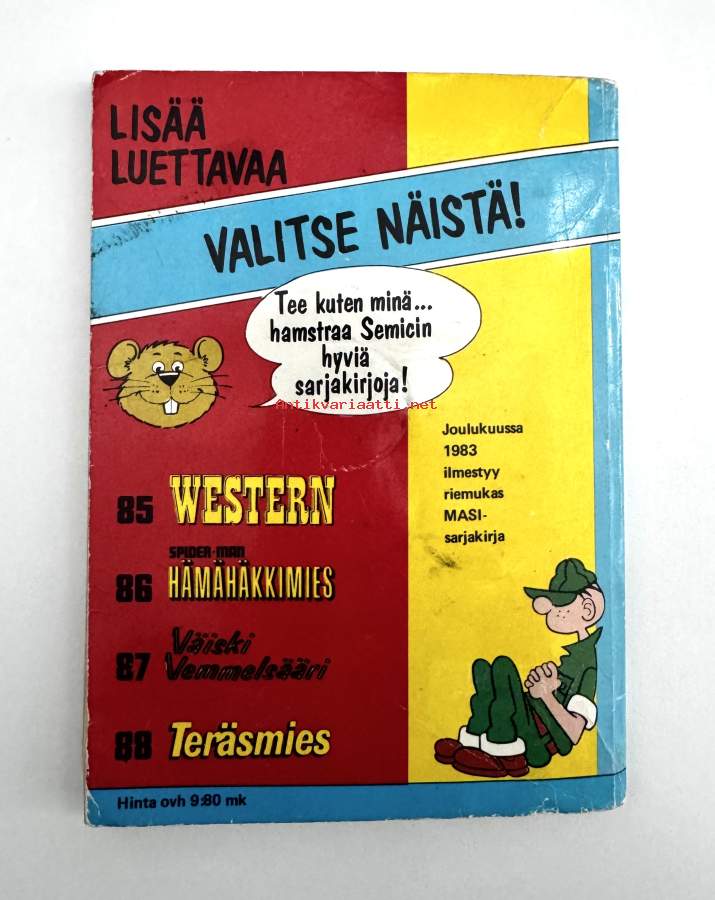 LISÄÄ
LUETTAVAA
VALITSE NÄISTÄ!
Tee kuten minä...
hamstraa Semicin
hyviä
sarjakirjoja!
Antikvariaatti.net
Joulukuussa
1983
ilmestyy
riemukas
MASI-
sarjakirja
85 WESTERN
SPIDER-MAN
86 HÄMÄHÄKKIMIES
87 Väiski
Vemmelsääri
88 Teräsmies
Hinta ovh 9:80 mk